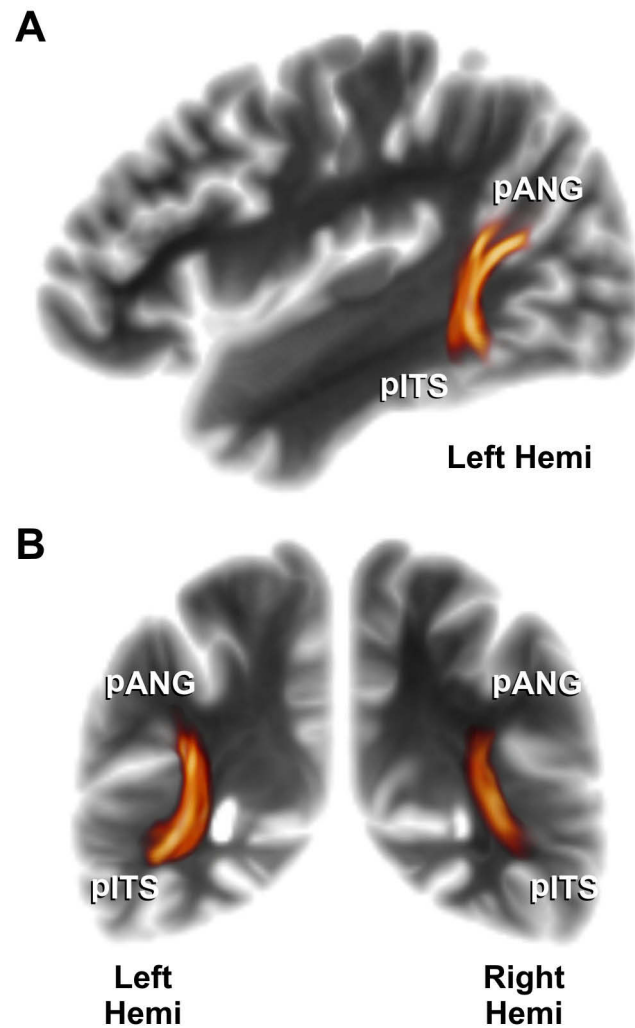 A
pANG
pITS
Left Hemi
B
pANG
pANG
pITS
pITS
Left
Hemi
Right
Hemi